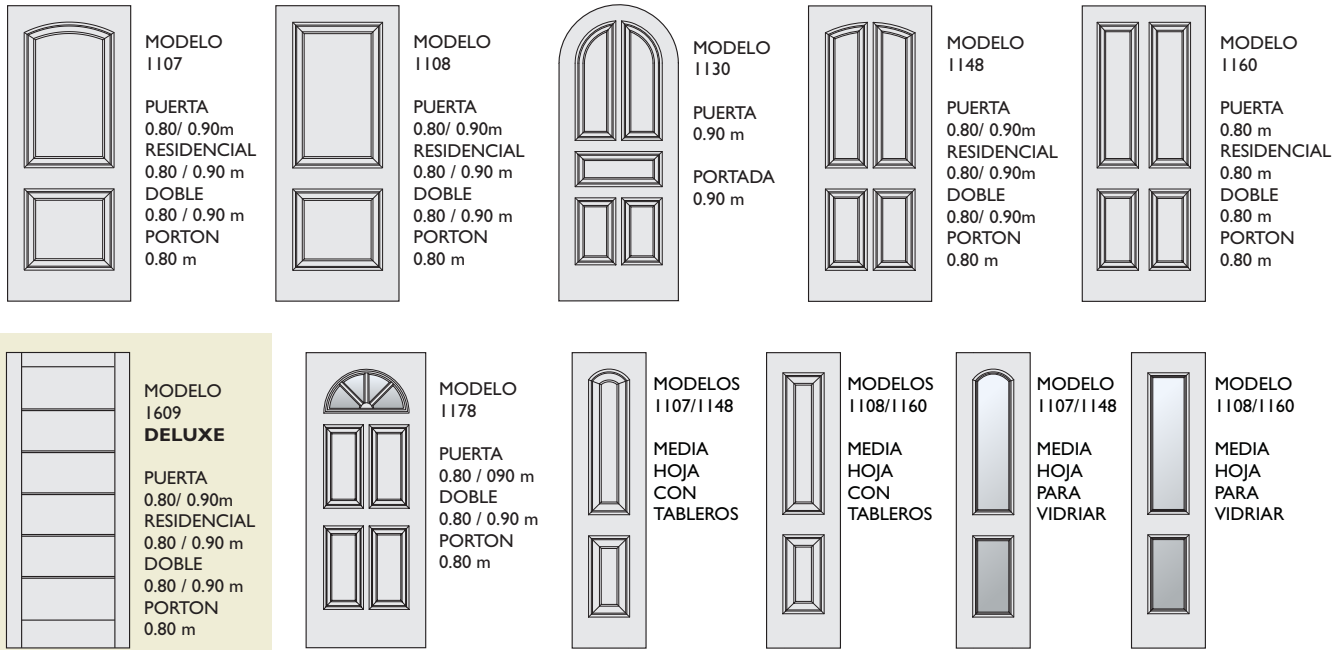 MODELO
1107
PUERTA
0.80/ 0.90m
RESIDENCIAL
0.80 / 0.90 m
DOBLE
0.80 / 0.90 m
PORTON
0.80 m
MODELO
1108
PUERTA
0.80/ 0.90m
RESIDENCIAL
0.80 / 0.90 m
DOBLE
0.80 / 0.90 m
PORTON
0.80 m
MODELO
1130
PUERTA
0.90 m
PORTADA
0.90 m
MODELO
1148
PUERTA
0.80/ 0.90m
RESIDENCIAL
0.80/ 0.90m
DOBLE
0.80/ 0.90m
PORTON
0.80 m
MODELO
1160
PUERTA
0.80 m
RESIDENCIAL
0.80 m
DOBLE
0.80 m
PORTON
0.80 m
MODELO
1609
DELUXE
PUERTA
0.80/ 0.90m
RESIDENCIAL
0.80 / 0.90 m
DOBLE
0.80 / 0.90 m
PORTON
0.80 m
MODELO
1178
PUERTA
0.80 / 090 m
DOBLE
0.80 / 0.90 m
PORTON
0.80 m
MODELOS
1107/1148
MEDIA
HOJA
CON
TABLEROS
MODELOS
1108/1160
MEDIA
HOJA
CON
TABLEROS
MODELO
1107/1148
MEDIA
HOJA
PARA
VIDRIAR
MODELO
1108/1160
MEDIA
HOJA
PARA
VIDRIAR